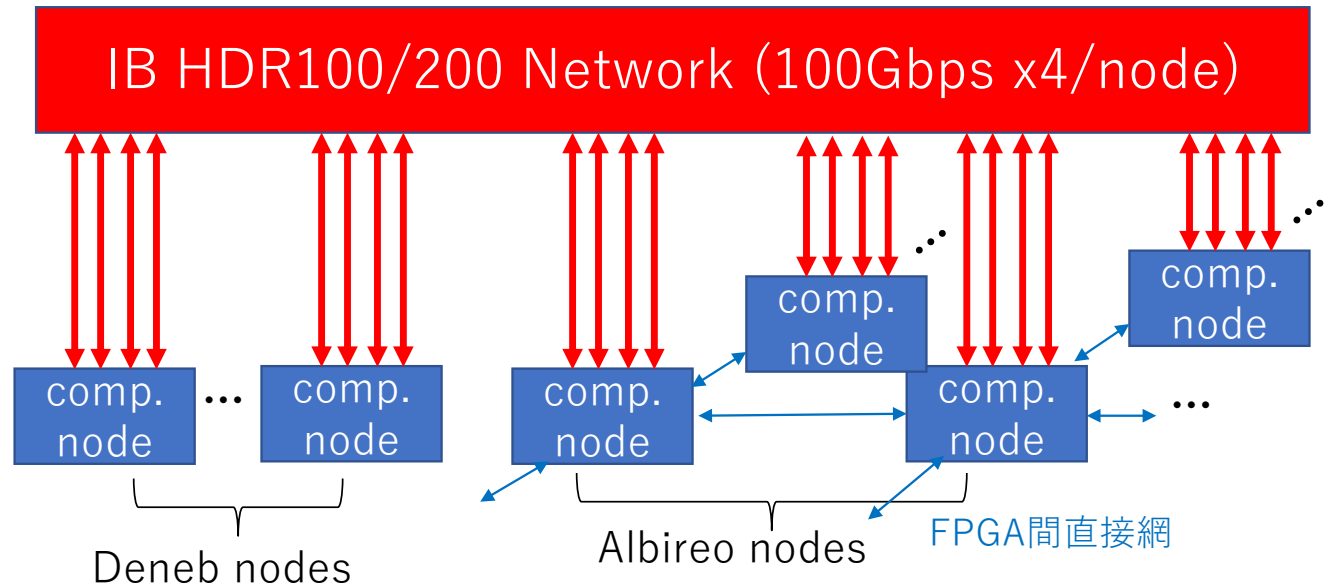 IB HDR100/200 Network (100Gbps x4/node)
comp.
node
...
comp.
node
comp.
node
comp.
node
...
comp.
node
...
comp.
node
...
Deneb nodes
Albireo nodes
FPGA間直接網